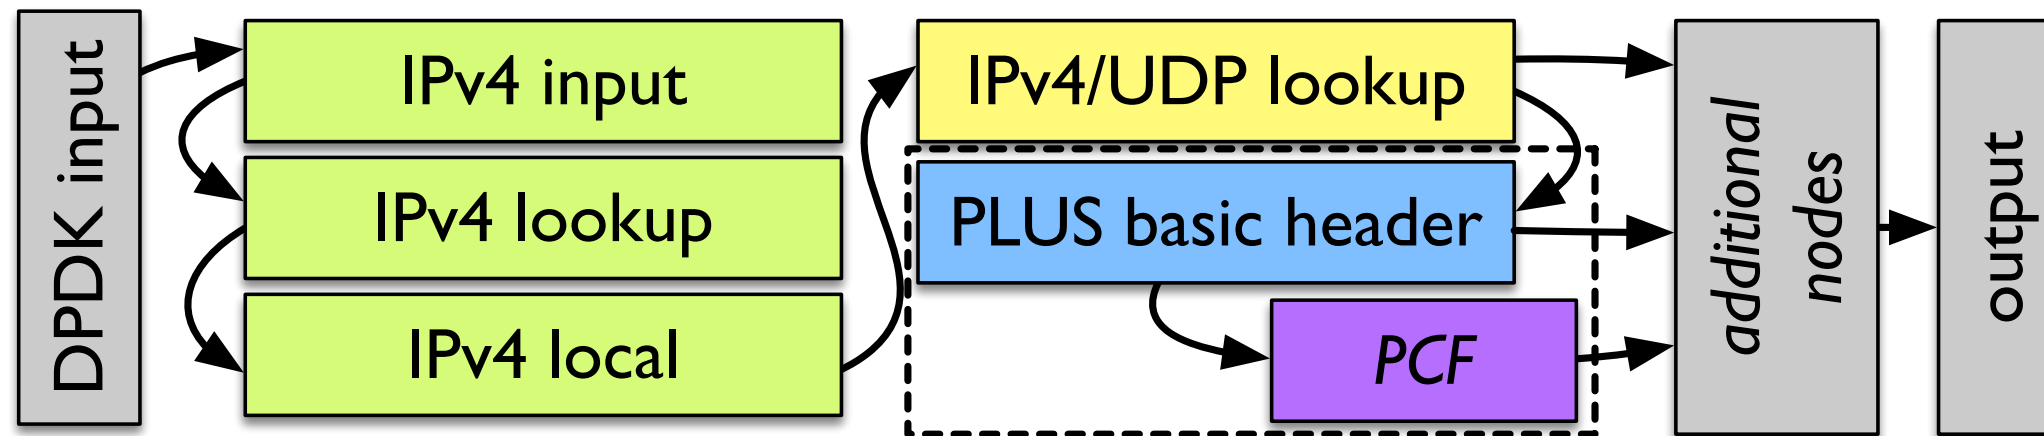 DPDK input
IPv4 input
IPv4 lookup
IPv4 local
IPv4/UDP lookup
PLUS basic header
PCF
additional
nodes
output